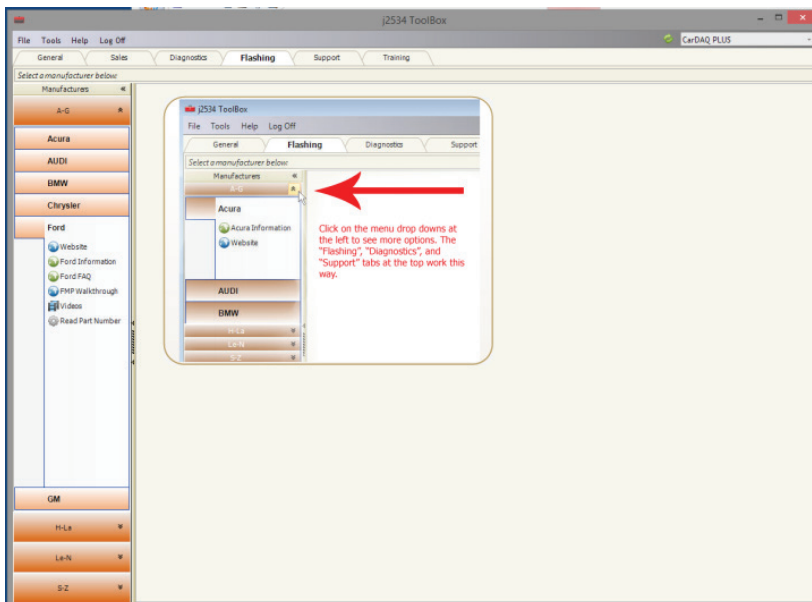 j2534 ToolBox
File Tools Help Log Off
CarDAQ PLUS
General Sales Diagnostics Flashing Support Training
Select a manufacturer below:
Manufacturers
A-G
Acura
AUDI
BMW
Chrysler
Ford
Website
Ford Information
Ford FAQ
FMP Walkthrough
Videos
Read Part Number
GM
H-La
Le-N
S-Z
j2534 ToolBox
File Tools Help Log Off
General Flashing Diagnostics Support
Select a manufacturer below:
Manufacturers
A-G
Acura
Acura Information
Website
AUDI
BMW
H-La
Le-N
S-Z
Click on the menu drop downs at
the left to see more options. The
"Flashing", "Diagnostics", and
"Support" tabs at the top work this
way.